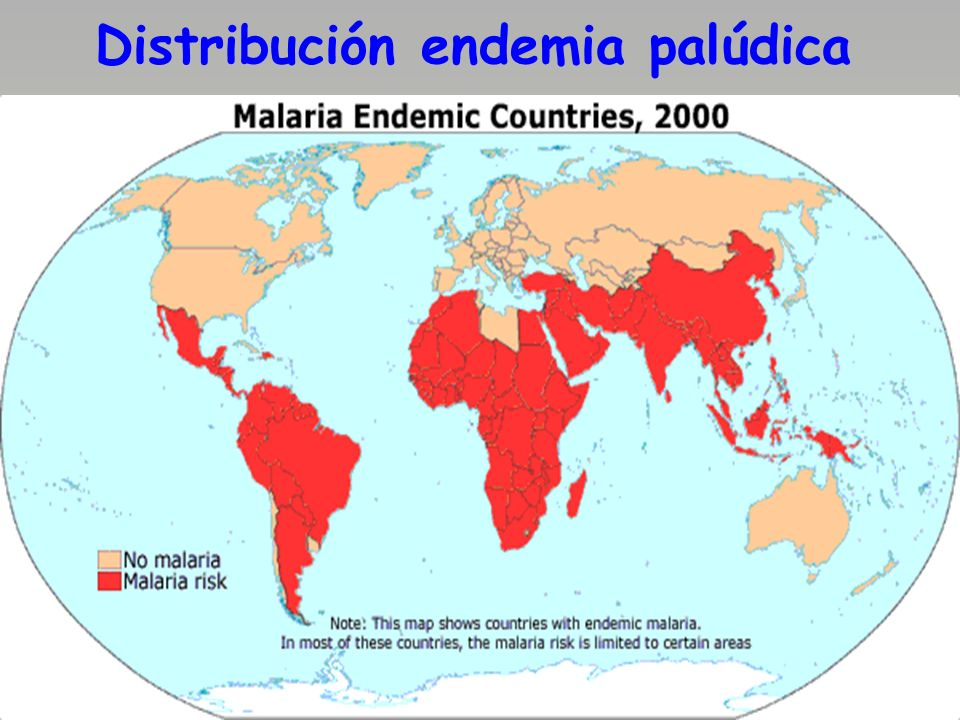 Distribución endemia palúdica
Malaria Endemic Countries, 2000
No malaria
Malaria risk
Note: This map shows countries with endemic malaria.
In most of these countries, the malaria risk is limited to certain areas